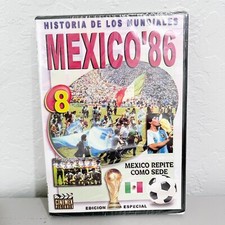 HISTORIA DE LOS MUNDIALES
MEXICO'86
8
MEXICO REPITE
COMO SEDE
EDICION ESPECIAL